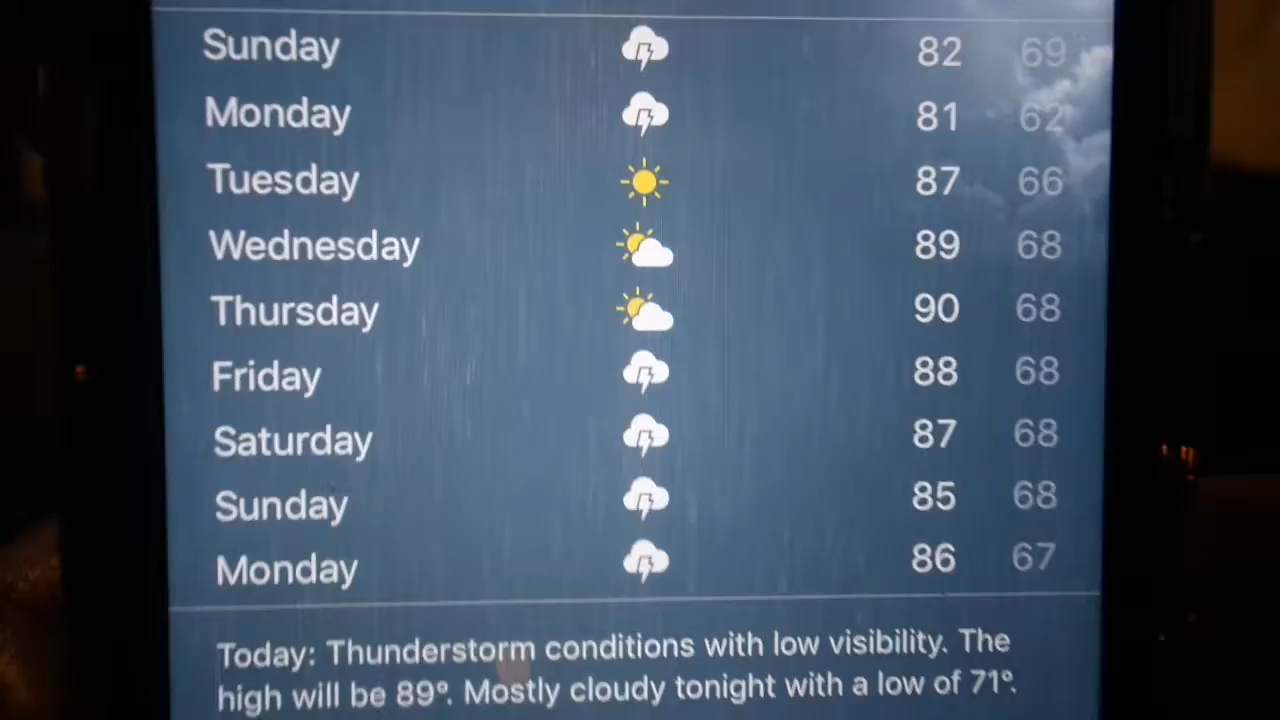 Sunday 82 69
Monday 81 62
Tuesday 87 66
Wednesday 89 68
Thursday 90 68
Friday 88 68
Saturday 87 68
Sunday 85 68
Monday 86 67
Today: Thunderstorm conditions with low visibility. The
high will be 89°. Mostly cloudy tonight with a low of 71°.